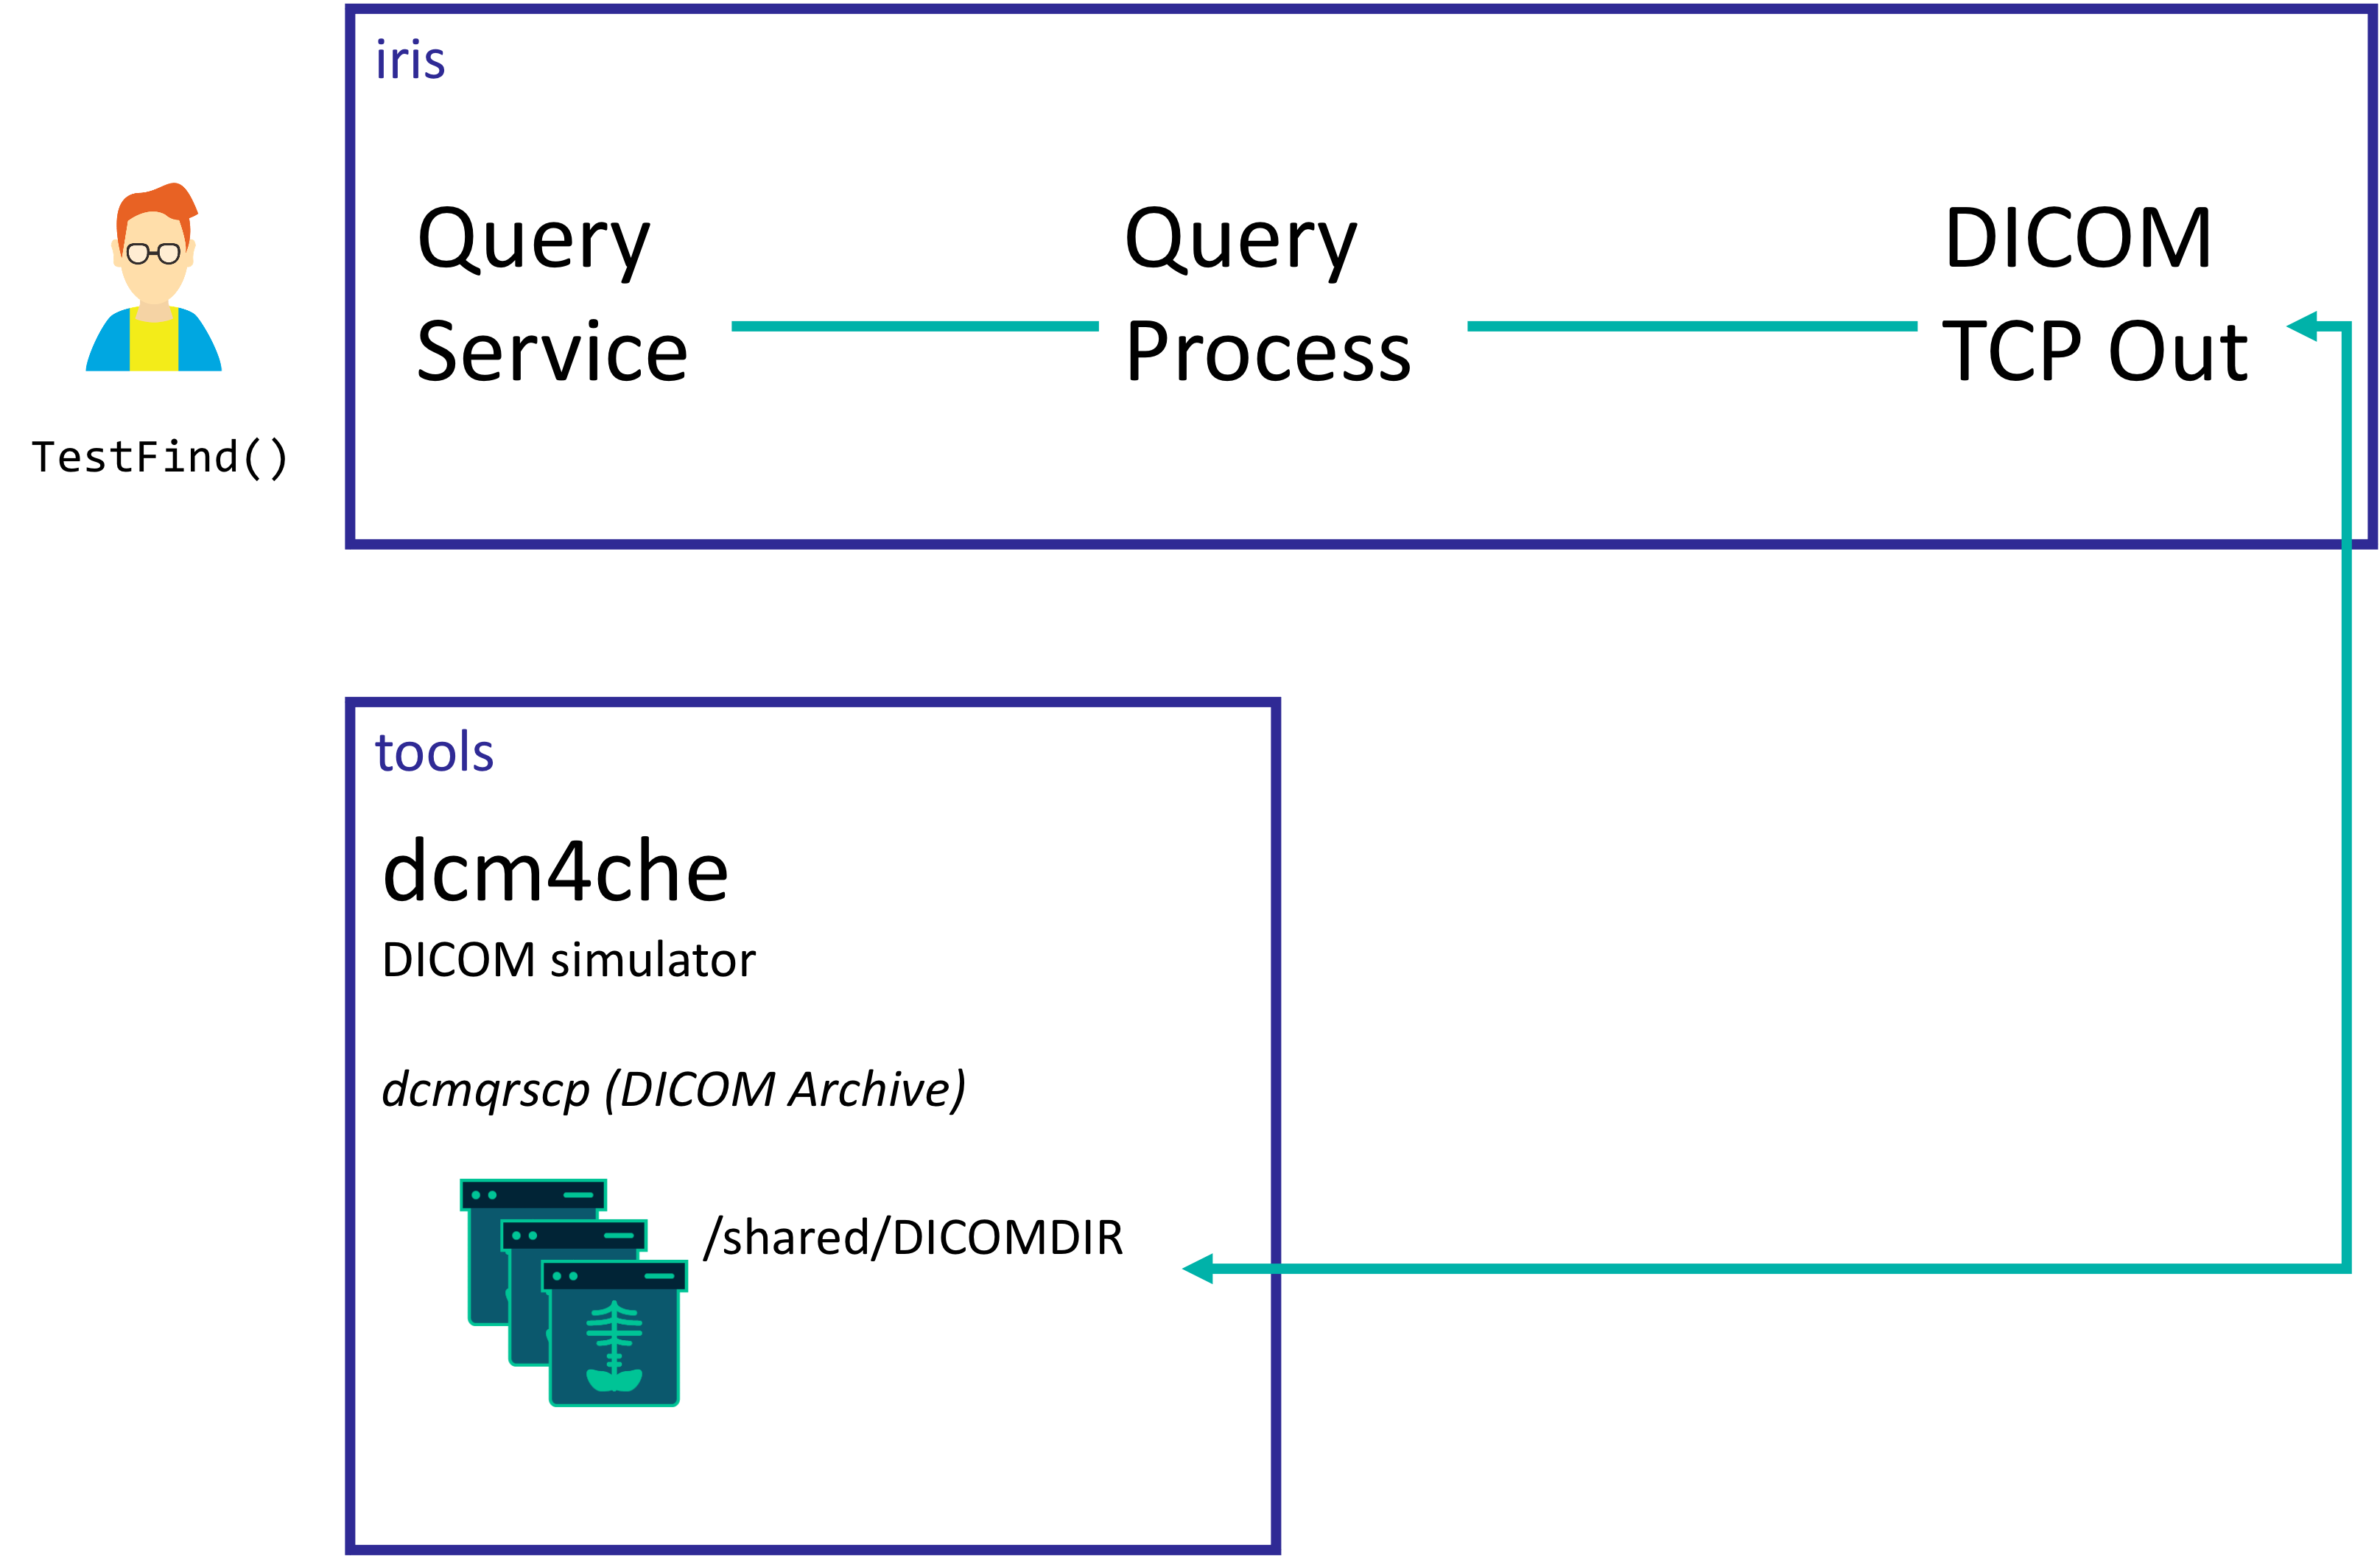 iris
Query
Service
Query
Process
DICOM
TCP Out
TestFind()
tools
dcm4che
DICOM simulator
dcmqrscp (DICOM Archive)
/shared/DICOMDIR